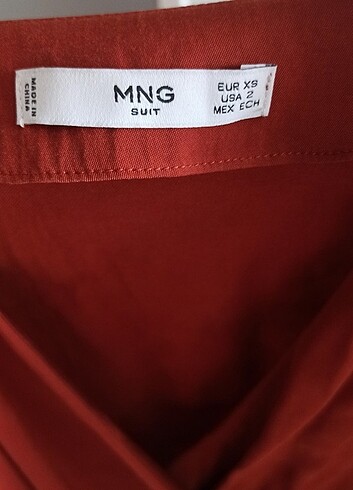 MADE IN
CHINA
MNG
SUIT
EUR XS
USA 2
MEX ECH